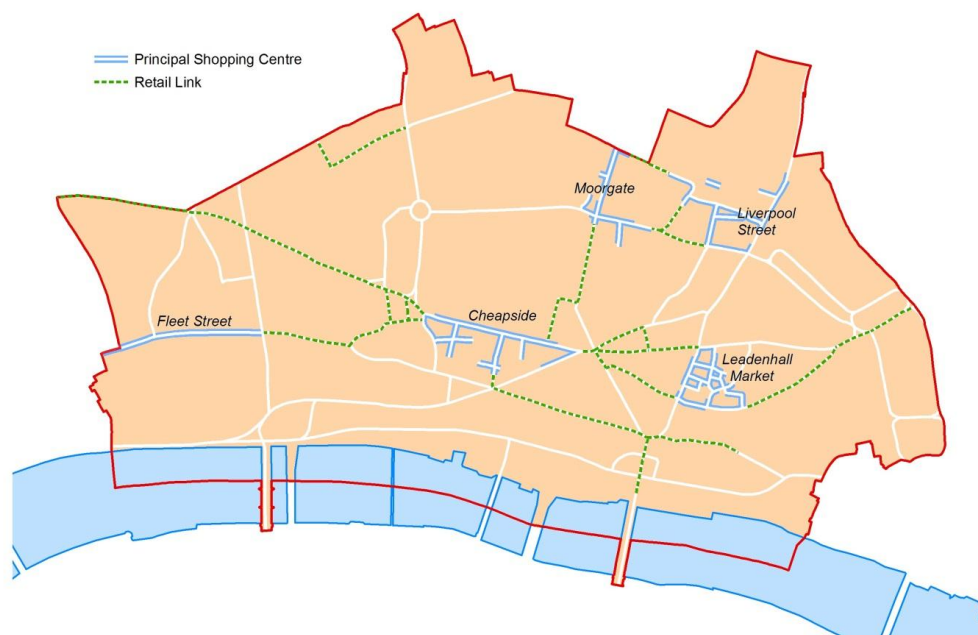 Principal Shopping Centre
Retail Link
Moorgate
Liverpool
Street
Fleet Street
Cheapside
Leadenhall
Market